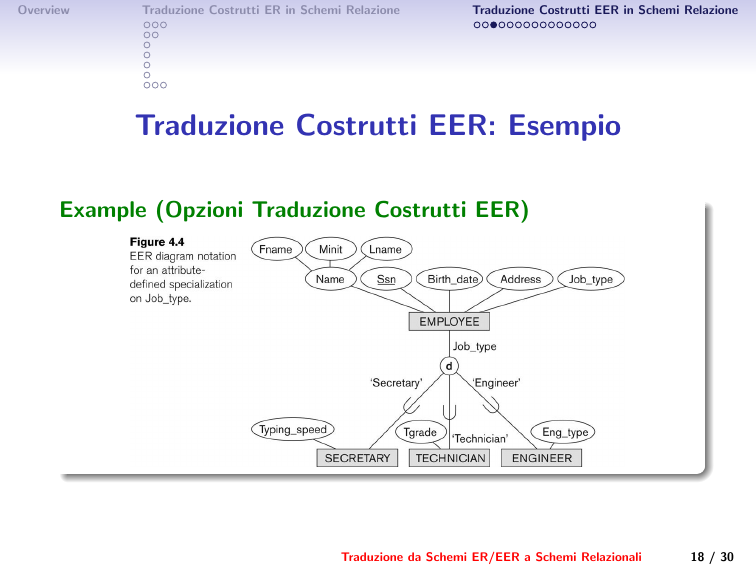 Overview
Traduzione Costrutti ER in Schemi Relazione
Traduzione Costrutti EER in Schemi Relazione
Traduzione Costrutti EER: Esempio
Example (Opzioni Traduzione Costrutti EER)
Figure 4.4
EER diagram notation
for an attribute-
defined specialization
on Job_type.
Fname Minit Lname
Name Ssn Birth_date Address Job_type
EMPLOYEE
Job_type
d
‘Secretary’ ‘Engineer’
Typing_speed Tgrade ‘Technician’ Eng_type
SECRETARY TECHNICIAN ENGINEER
Traduzione da Schemi ER/EER a Schemi Relazionali 18 / 30